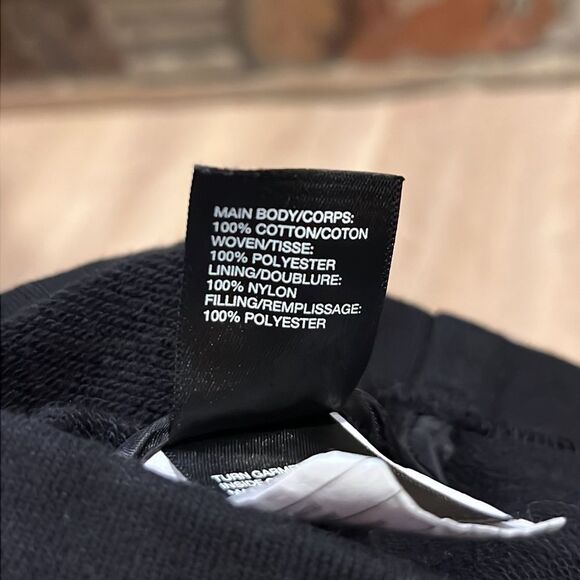 MAIN BODY/CORPS:
100% COTTON/COTON
WOVEN/TISSE:
100% POLYESTER
LINING/DOUBLURE:
100% NYLON
FILLING/REMPLISSAGE:
100% POLYESTER
TURN
INSIDE